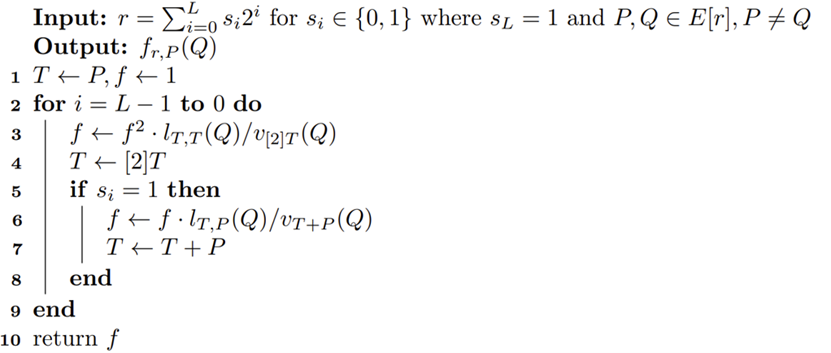 Input: r = ∑_{i=0}^{L} s_i 2^i for s_i ∈ {0, 1} where s_L = 1 and P, Q ∈ E[r], P ≠ Q
Output: f_{r,P}(Q)
1 T ← P, f ← 1
2 for i = L − 1 to 0 do
3 f ← f^2 · l_{T,T}(Q)/v_{[2]T}(Q)
4 T ← [2]T
5 if s_i = 1 then
6 f ← f · l_{T,P}(Q)/v_{T+P}(Q)
7 T ← T + P
8 end
9 end
10 return f